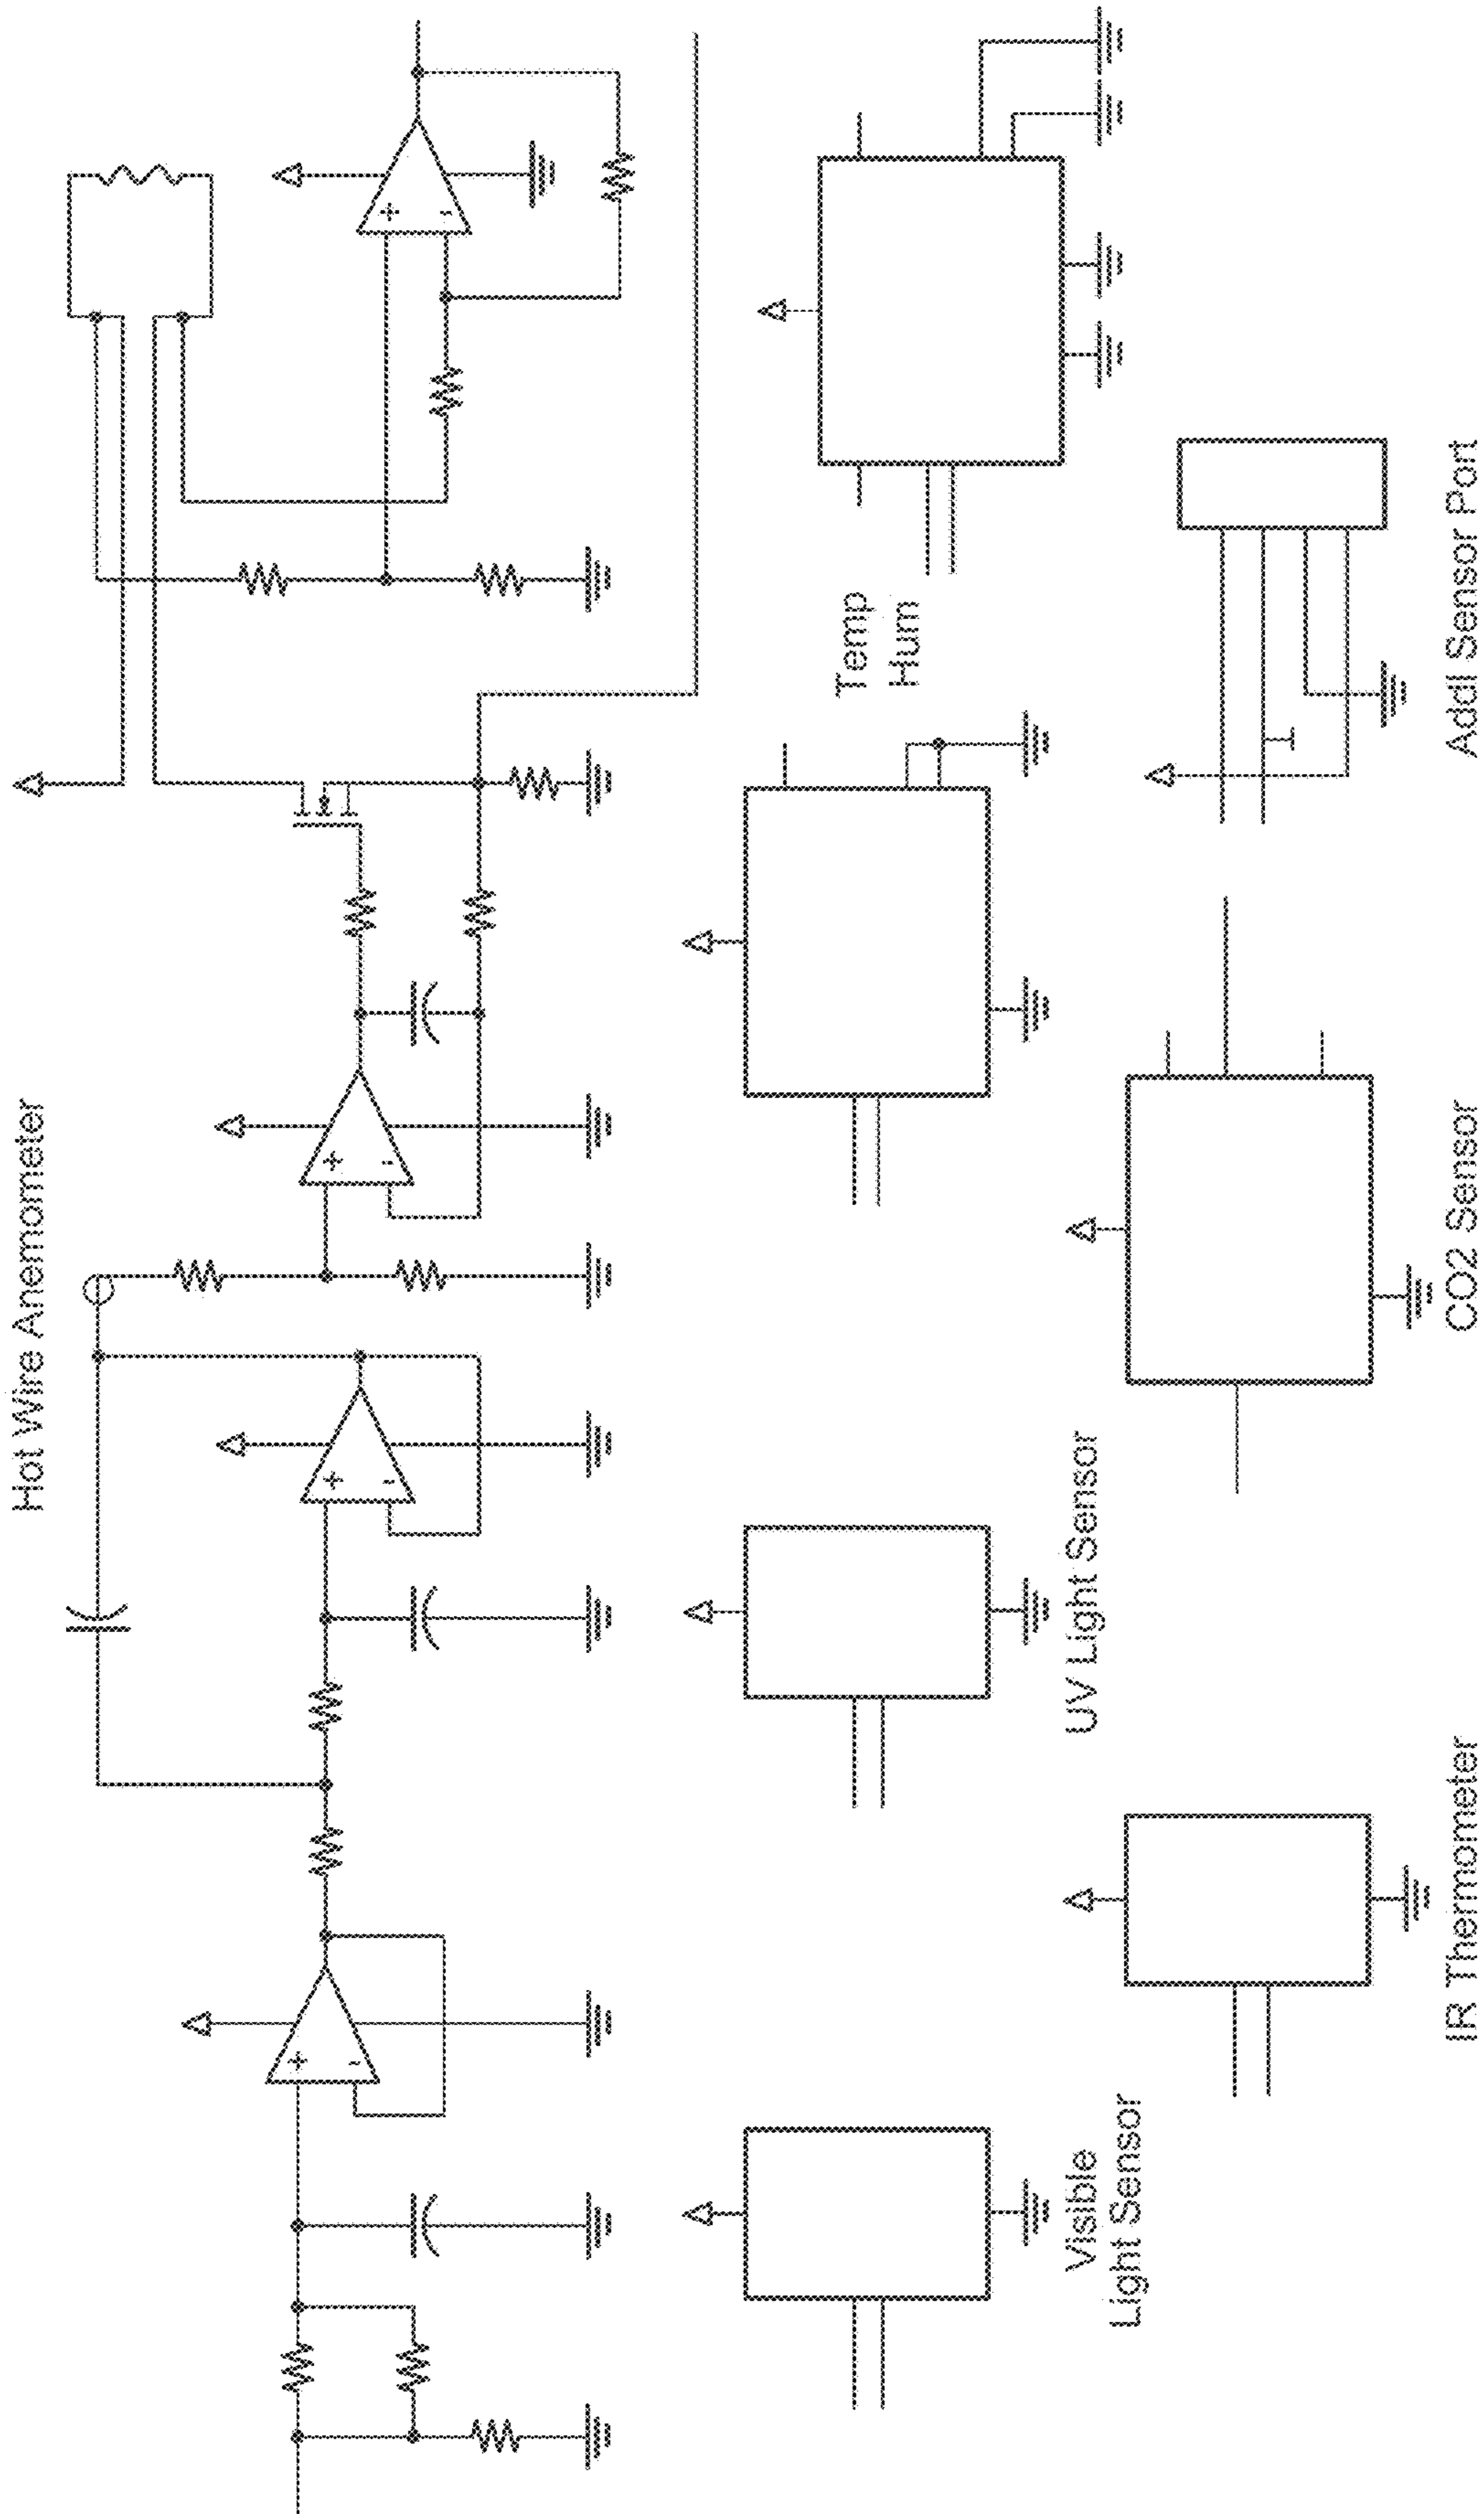 Hot Wire Anemometer
Temp
Hum
UV Light Sensor
Visible
Light Sensor
Addl Sensor Port
CO2 Sensor
IR Thermometer